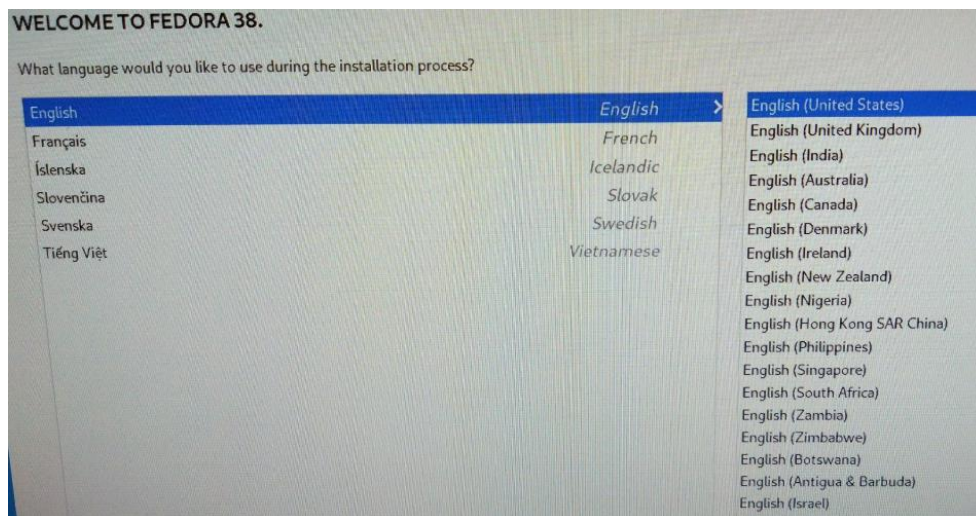 WELCOME TO FEDORA 38.
What language would you like to use during the installation process?
English English
Français French
Íslenska Icelandic
Slovenčina Slovak
Svenska Swedish
Tiếng Việt Vietnamese
English (United States)
English (United Kingdom)
English (India)
English (Australia)
English (Canada)
English (Denmark)
English (Ireland)
English (New Zealand)
English (Nigeria)
English (Hong Kong SAR China)
English (Philippines)
English (Singapore)
English (South Africa)
English (Zambia)
English (Zimbabwe)
English (Botswana)
English (Antigua & Barbuda)
English (Israel)